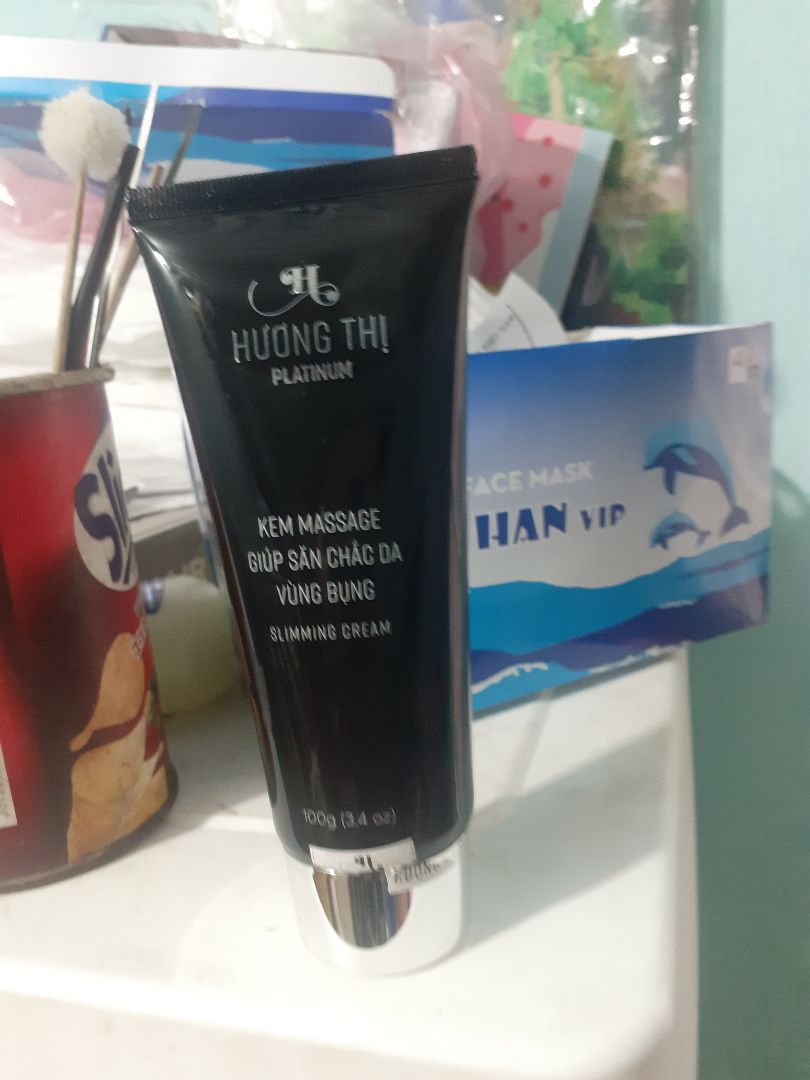 H
HƯƠNG THỊ
PLATINUM
KEM MASSAGE
GIÚP SĂN CHẮC DA
VÙNG BỤNG
SLIMMING CREAM
100g (3.4 oz)
FACE MASK
HAN VIP